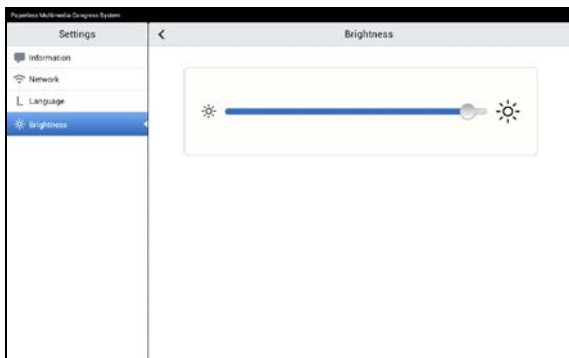 Paperless Multimedia Congress System
Settings
Brightness
Information
Network
L Language
Brightness